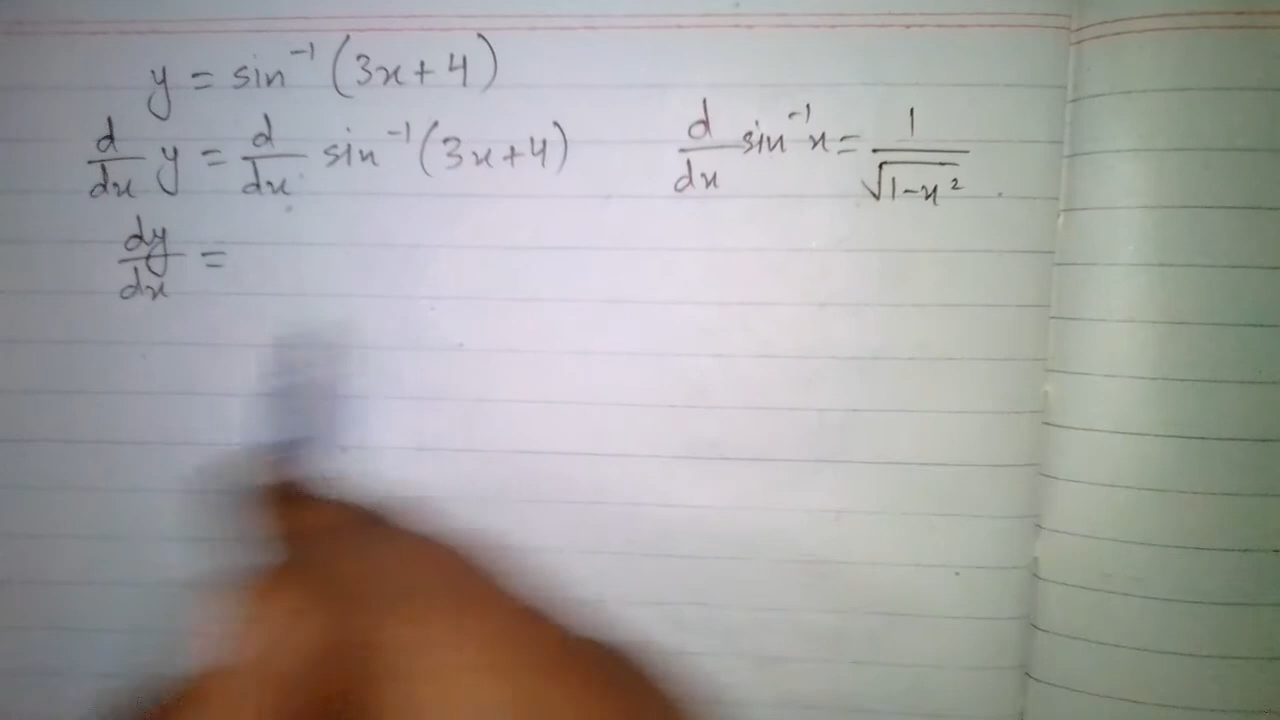 y = sin⁻¹ (3x + 4)
d/dx y = d/dx sin⁻¹ (3x + 4)
d/dx sin⁻¹x = 1/√(1-x²)
dy/dx =